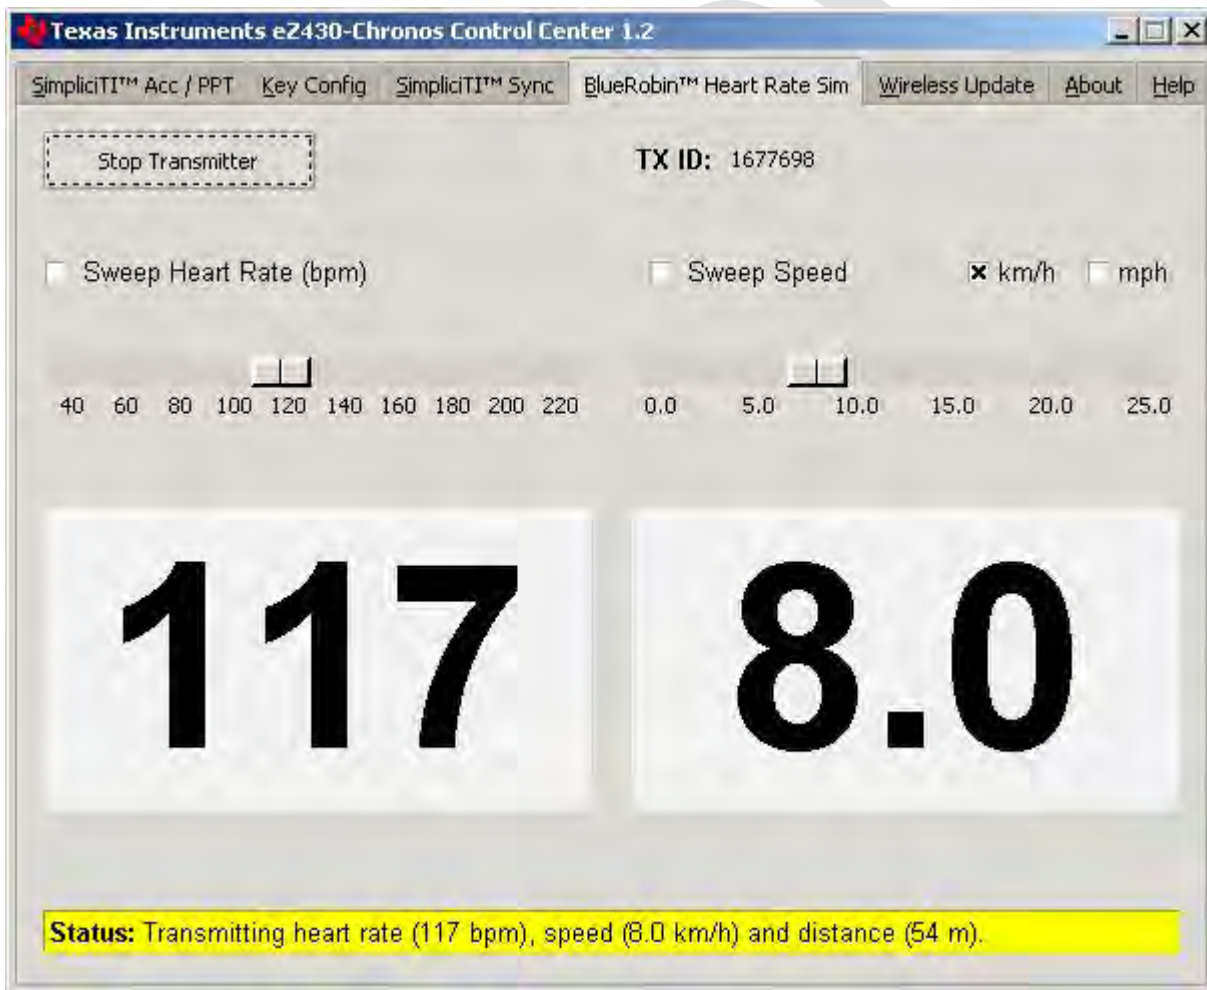 Texas Instruments eZ430-Chronos Control Center 1.2
SimpliciTI™ Acc / PPT Key Config SimpliciTI™ Sync BlueRobin™ Heart Rate Sim Wireless Update About Help
Stop Transmitter TX ID: 1677698
Sweep Heart Rate (bpm) Sweep Speed km/h mph
40 60 80 100 120 140 160 180 200 220 0.0 5.0 10.0 15.0 20.0 25.0
117 8.0
Status: Transmitting heart rate (117 bpm), speed (8.0 km/h) and distance (54 m).